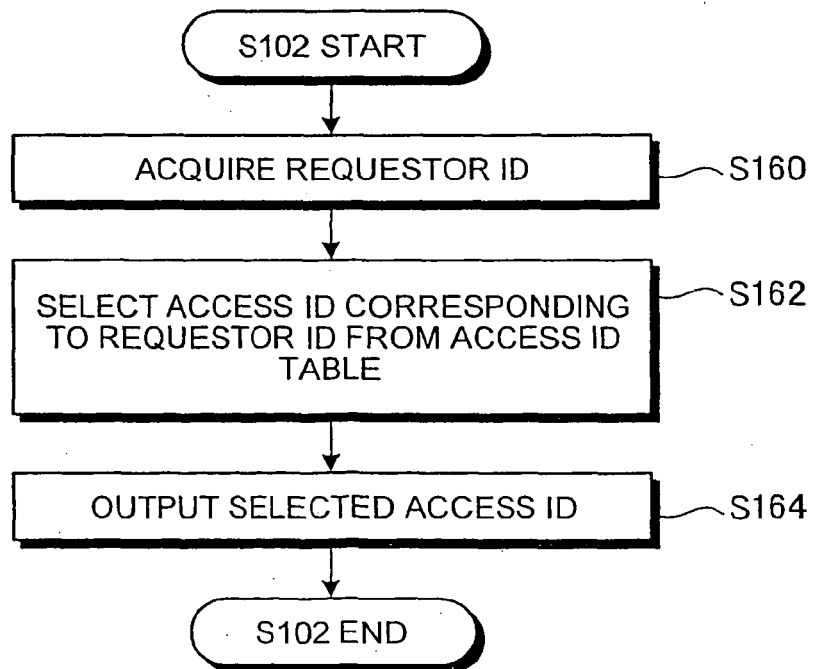 S102 START
ACQUIRE REQUESTOR ID
S160
SELECT ACCESS ID CORRESPONDING
TO REQUESTOR ID FROM ACCESS ID
TABLE
S162
OUTPUT SELECTED ACCESS ID
S164
S102 END